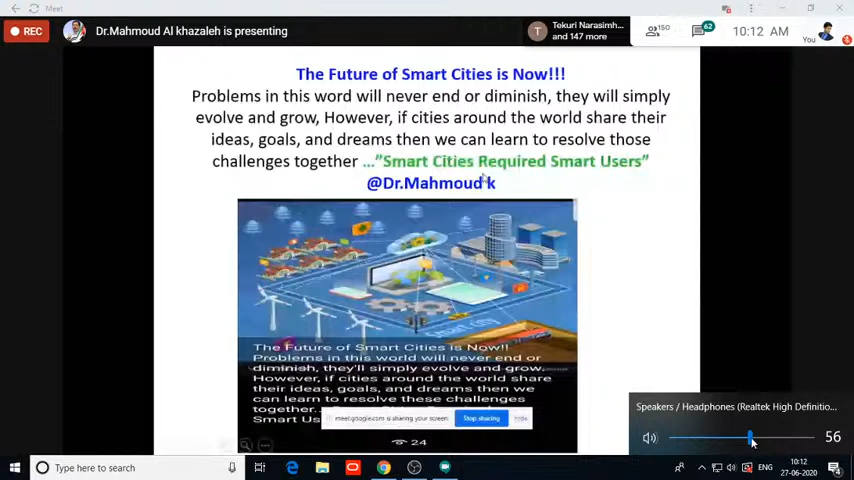 Meet
REC
Dr.Mahmoud Al khazaleh is presenting
Tekuri Narasimh...
and 147 more
150
62
10:12 AM
You
The Future of Smart Cities is Now!!!
Problems in this word will never end or diminish, they will simply
evolve and grow, However, if cities around the world share their
ideas, goals, and dreams then we can learn to resolve those
challenges together ...”Smart Cities Required Smart Users”
@Dr.Mahmoud k
The Future of Smart Cities is Now!!
Problems in this world will never end or
diminish, they'll simply evolve and grow.
However, if cities around the world share
their ideas, goals, and dreams then we
can learn to resolve these challenges
together...
Smart Us
meet.google.com is sharing your screen
Stop sharing
Hide
24
Speakers / Headphones (Realtek High Definitio...
56
Type here to search
ENG
10:12
27-06-2020
4